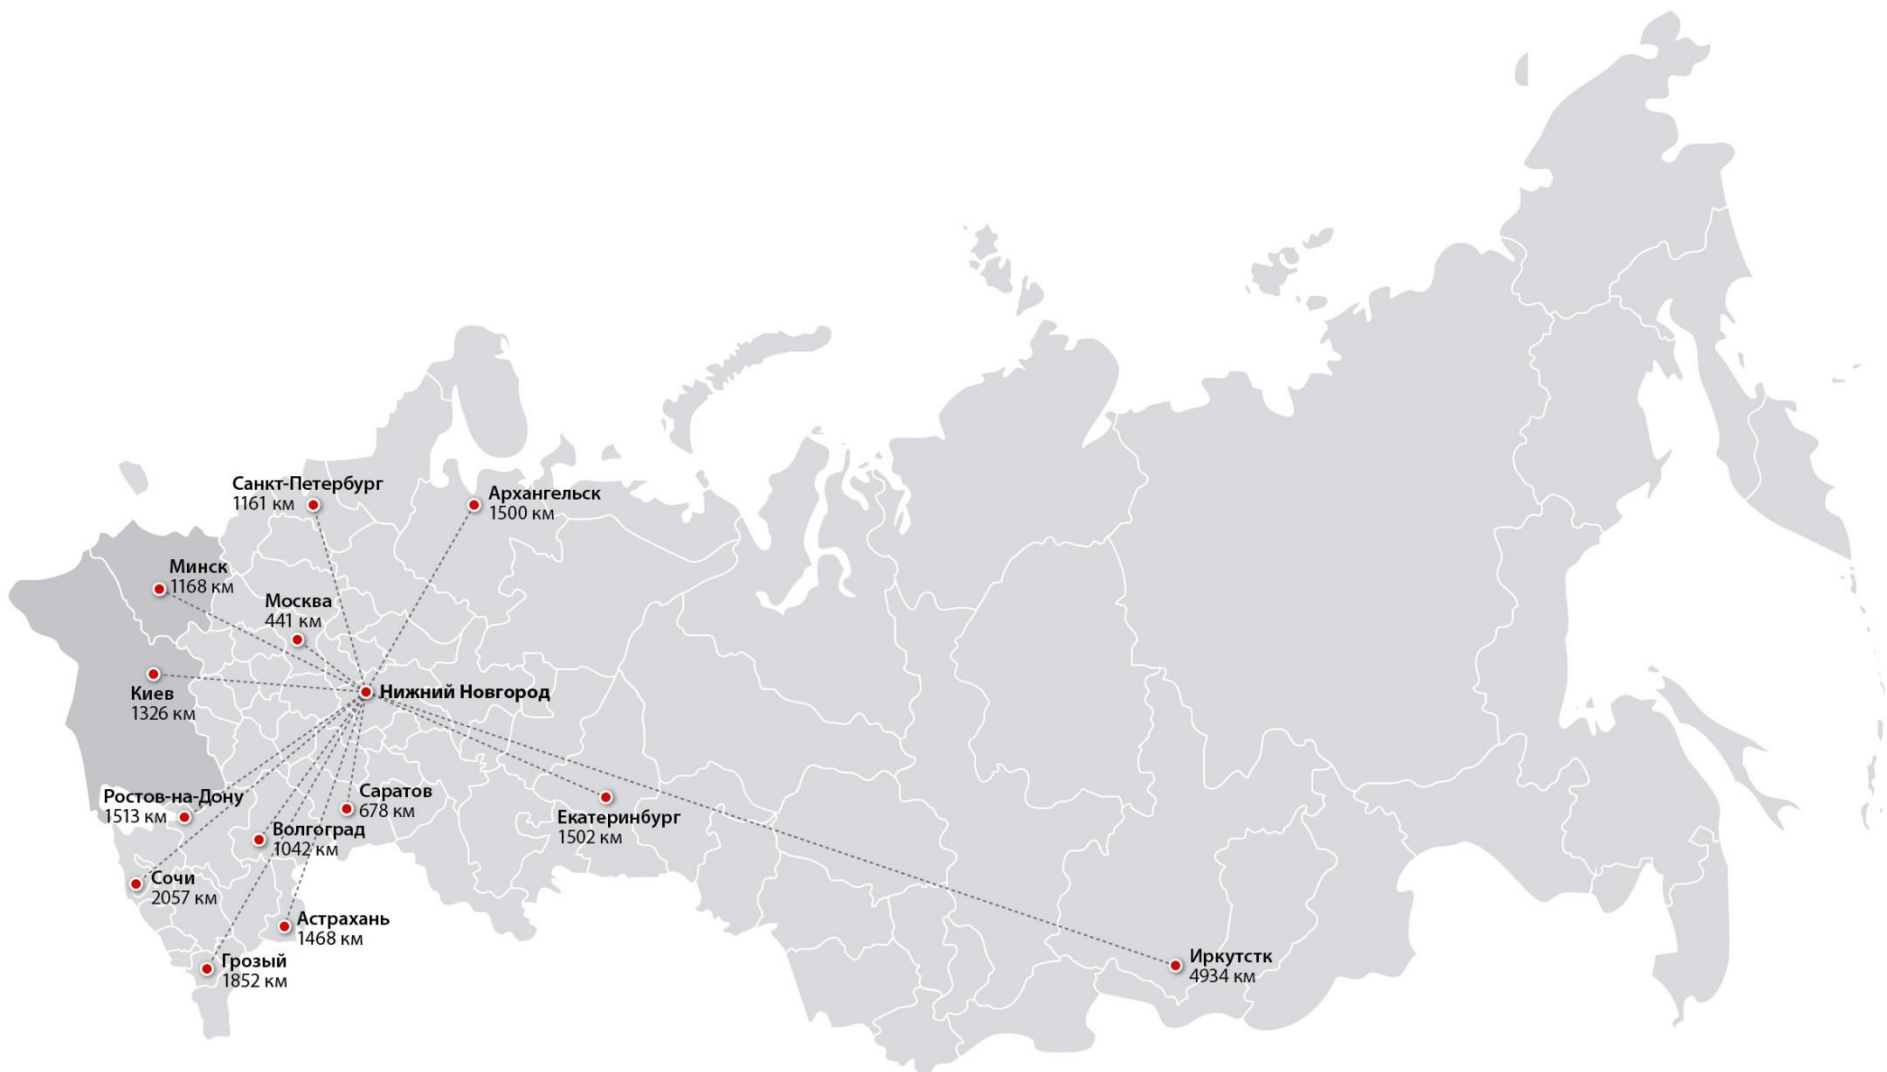 Санкт-Петербург
1161 км
Архангельск
1500 км
Минск
1168 км
Москва
441 км
Киев
1326 км
Нижний Новгород
Ростов-на-Дону
1513 км
Саратов
678 км
Волгоград
1042 км
Екатеринбург
1502 км
Сочи
2057 км
Астрахань
1468 км
Грозый
1852 км
Иркутстк
4934 км